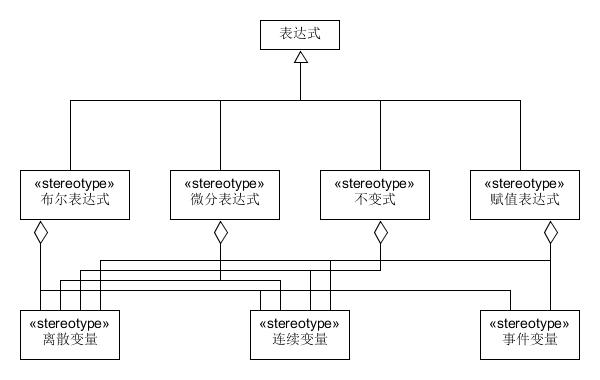 表达式
«stereotype»
布尔表达式
«stereotype»
微分表达式
«stereotype»
不变式
«stereotype»
赋值表达式
«stereotype»
离散变量
«stereotype»
连续变量
«stereotype»
事件变量